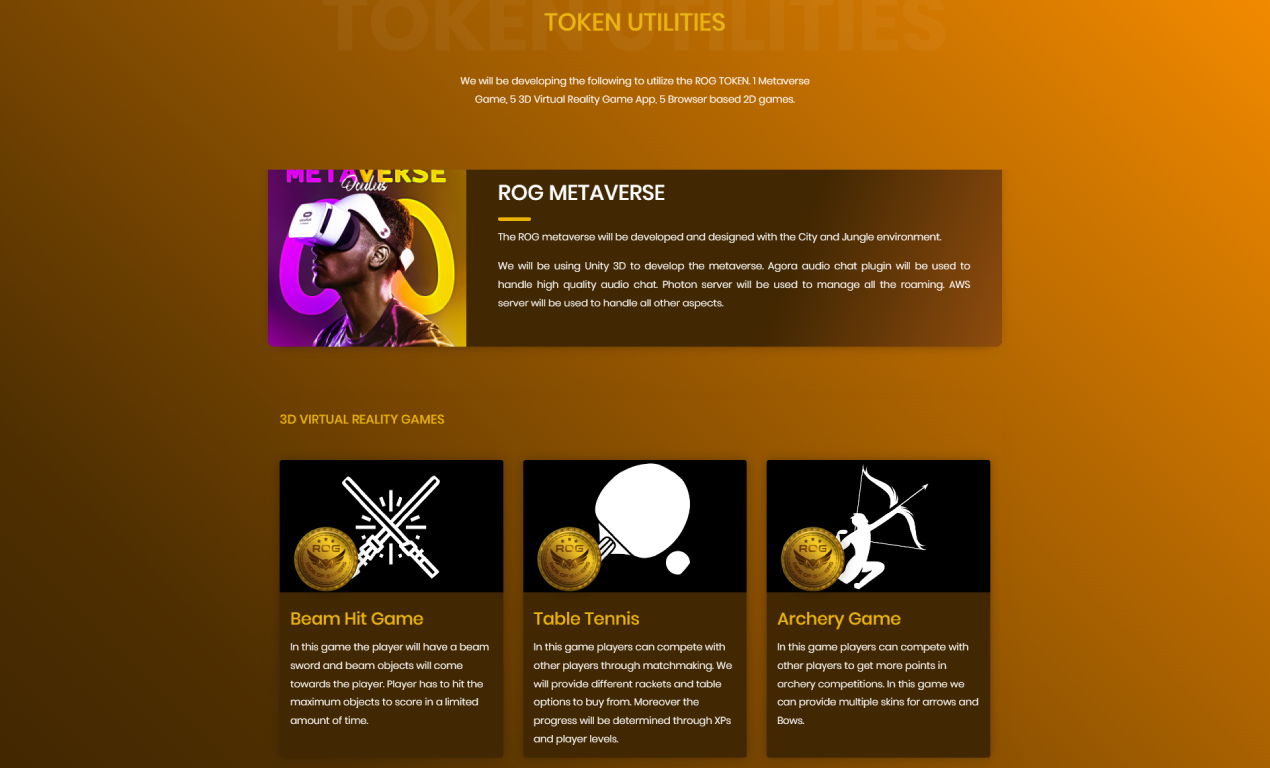 TOKEN UTILITIES
TOKEN UTILITIES
We will be developing the following to utilize the ROG TOKEN. 1 Metaverse
Game, 5 3D Virtual Reality Game App, 5 Browser based 2D games.
METAVERSE
Oculus
ROG METAVERSE
The ROG metaverse will be developed and designed with the City and Jungle environment.
We will be using Unity 3D to develop the metaverse. Agora audio chat plugin will be used to
handle high quality audio chat. Photon server will be used to manage all the roaming. AWS
server will be used to handle all other aspects.
3D VIRTUAL REALITY GAMES
ROG
ROG
ROG
Beam Hit Game
In this game the player will have a beam
sword and beam objects will come
towards the player. Player has to hit the
maximum objects to score in a limited
amount of time.
Table Tennis
In this game players can compete with
other players through matchmaking. We
will provide different rackets and table
options to buy from. Moreover the
progress will be determined through XPs
and player levels.
Archery Game
In this game players can compete with
other players to get more points in
archery competitions. In this game we
can provide multiple skins for arrows and
Bows.